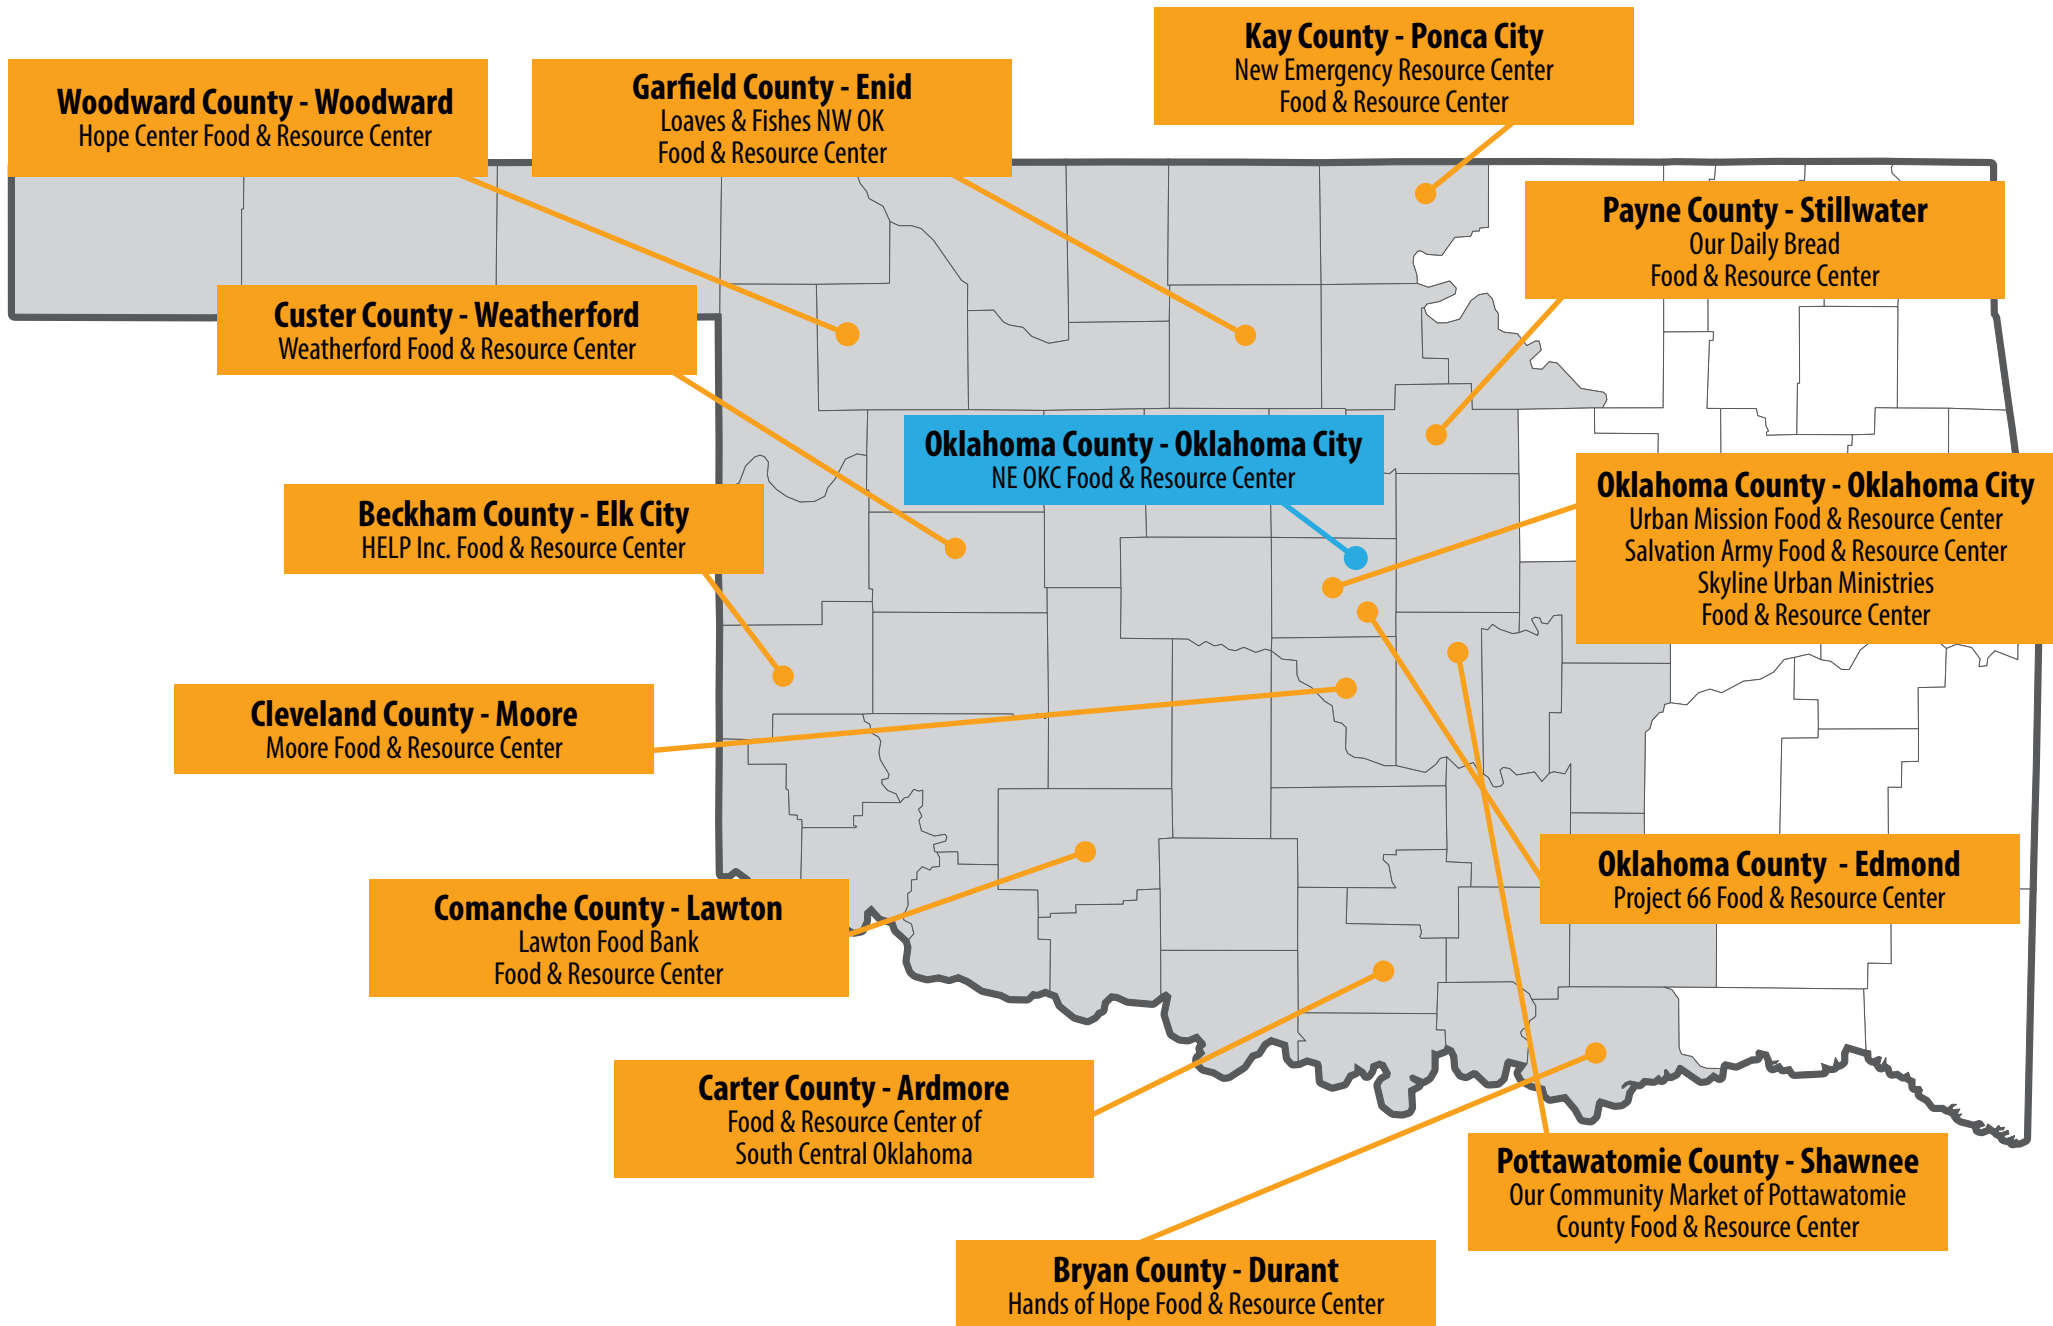 Kay County - Ponca City
New Emergency Resource Center
Food & Resource Center
Woodward County - Woodward
Hope Center Food & Resource Center
Garfield County - Enid
Loaves & Fishes NW OK
Food & Resource Center
Payne County - Stillwater
Our Daily Bread
Food & Resource Center
Custer County - Weatherford
Weatherford Food & Resource Center
Oklahoma County - Oklahoma City
NE OKC Food & Resource Center
Oklahoma County - Oklahoma City
Urban Mission Food & Resource Center
Salvation Army Food & Resource Center
Skyline Urban Ministries
Food & Resource Center
Beckham County - Elk City
HELP Inc. Food & Resource Center
Cleveland County - Moore
Moore Food & Resource Center
Oklahoma County - Edmond
Project 66 Food & Resource Center
Comanche County - Lawton
Lawton Food Bank
Food & Resource Center
Carter County - Ardmore
Food & Resource Center of
South Central Oklahoma
Pottawatomie County - Shawnee
Our Community Market of Pottawatomie
County Food & Resource Center
Bryan County - Durant
Hands of Hope Food & Resource Center